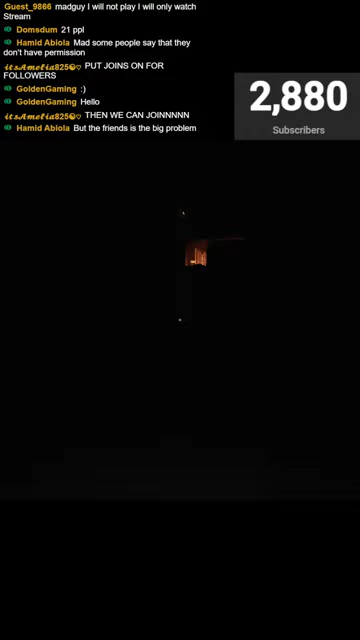 Guest_9866 madguy I will not play I will only watch
Stream
Domsdum 21 ppl
Hamid Abiola Mad some people say that they
don't have permission
itsAmelia825☯♡ PUT JOINS ON FOR
FOLLOWERS
GoldenGaming :)
GoldenGaming Hello
itsAmelia825☯♡ THEN WE CAN JOINNNNN
Hamid Abiola But the friends is the big problem
2,880
Subscribers